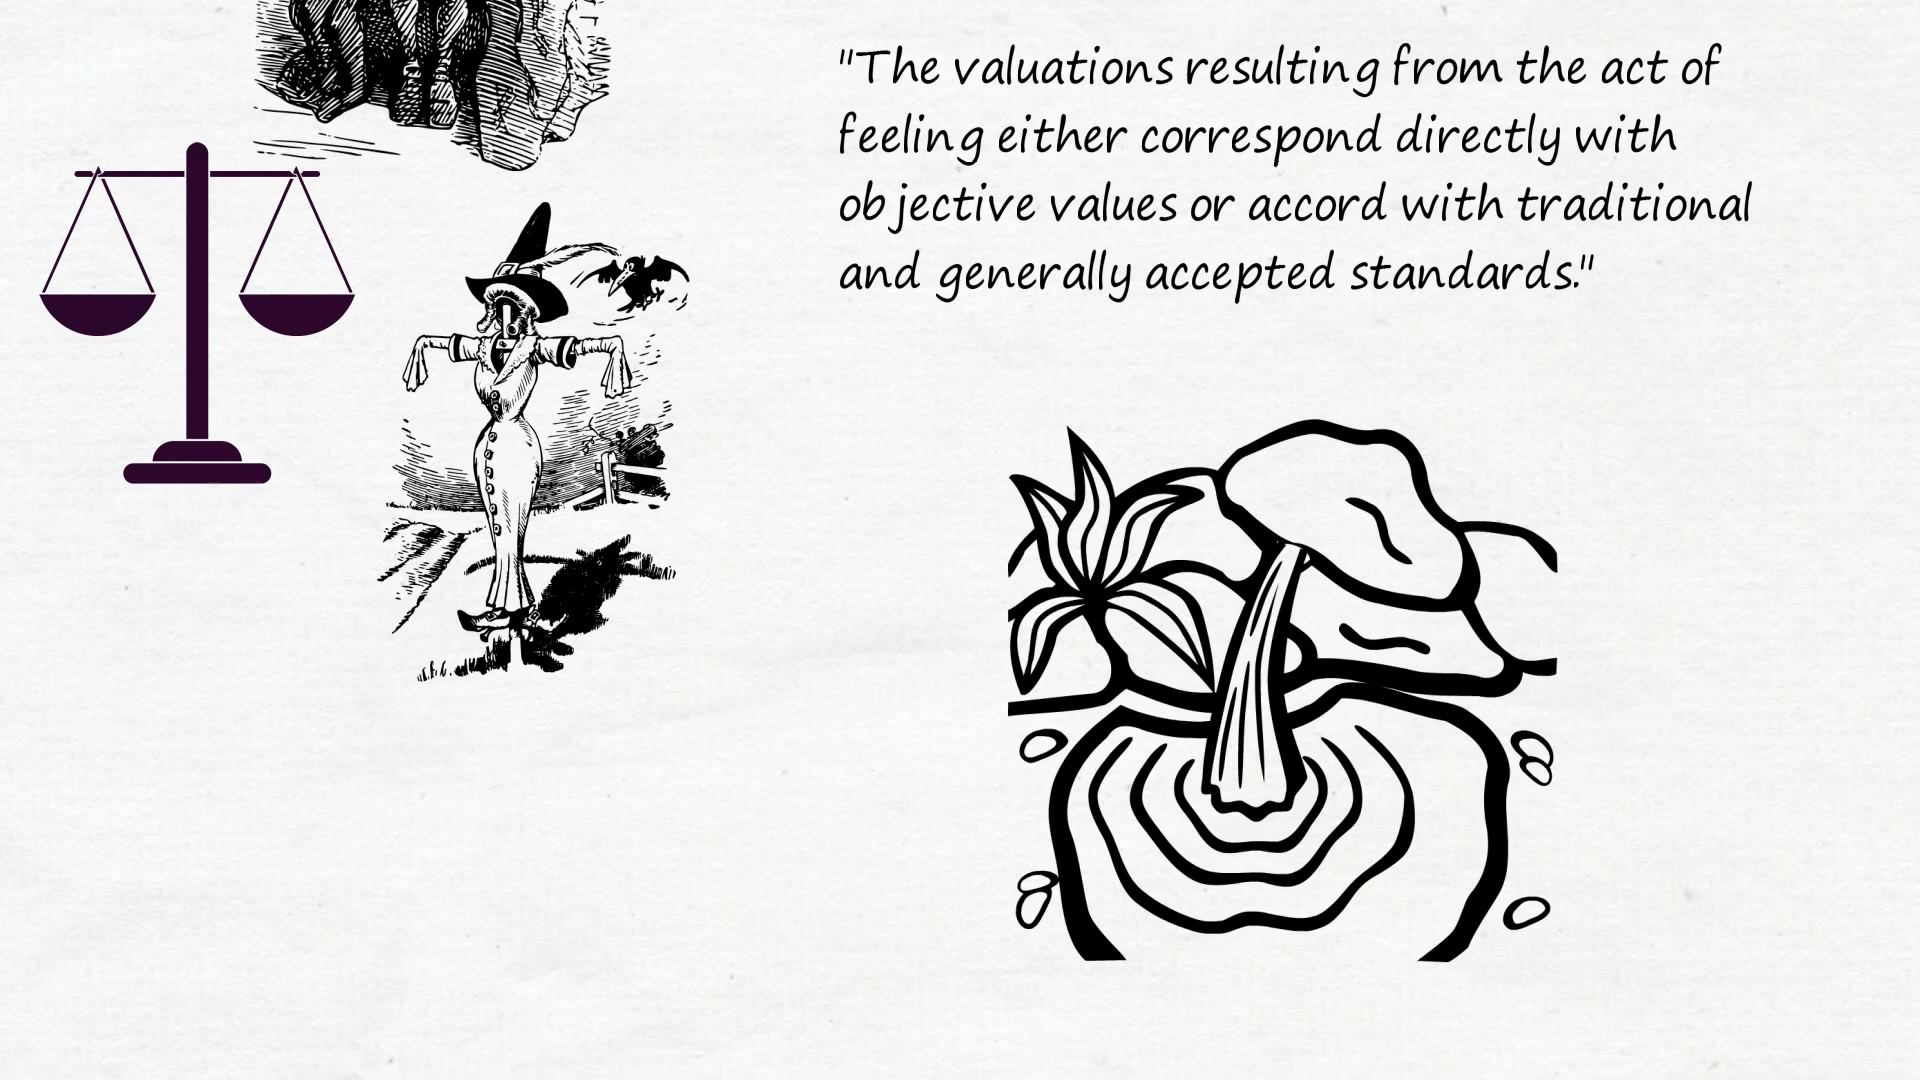 "The valuations resulting from the act of
feeling either correspond directly with
objective values or accord with traditional
and generally accepted standards."